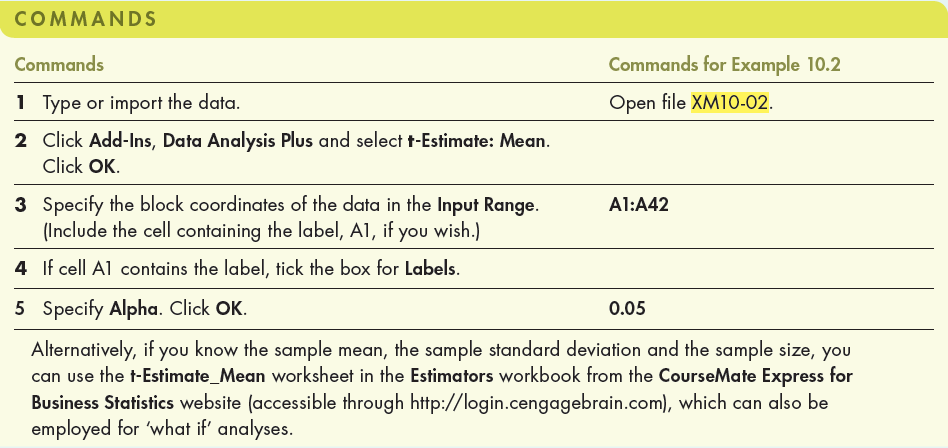 COMMANDS
Commands Commands for Example 10.2
1 Type or import the data. Open file XM10-02.
2 Click Add-Ins, Data Analysis Plus and select t-Estimate: Mean.
Click OK.
3 Specify the block coordinates of the data in the Input Range. A1:A42
(Include the cell containing the label, A1, if you wish.)
4 If cell A1 contains the label, tick the box for Labels.
5 Specify Alpha. Click OK. 0.05
Alternatively, if you know the sample mean, the sample standard deviation and the sample size, you
can use the t-Estimate_Mean worksheet in the Estimators workbook from the CourseMate Express for
Business Statistics website (accessible through http://login.cengagebrain.com), which can also be
employed for ‘what if’ analyses.